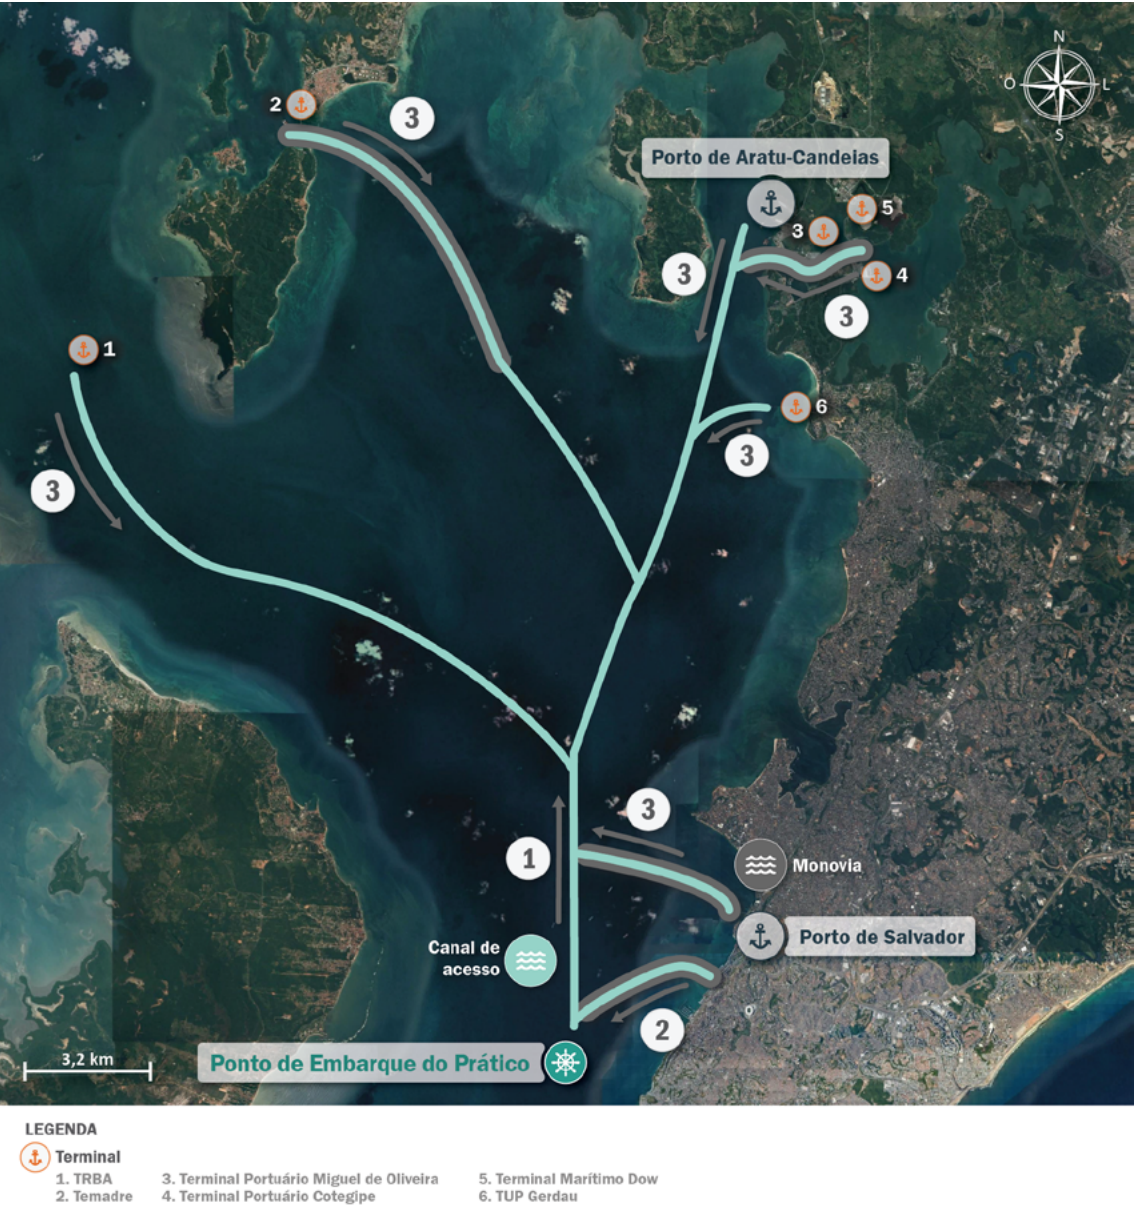 N
O
L
S
2
3
Porto de Aratu-Candeias
5
3
3
4
3
1
6
3
3
3
1
Monovia
Porto de Salvador
Canal de
acesso
2
3,2 km
Ponto de Embarque do Prático
LEGENDA
Terminal
1. TRBA
2. Temadre
3. Terminal Portuário Miguel de Oliveira
4. Terminal Portuário Cotegipe
5. Terminal Marítimo Dow
6. TUP Gerdau